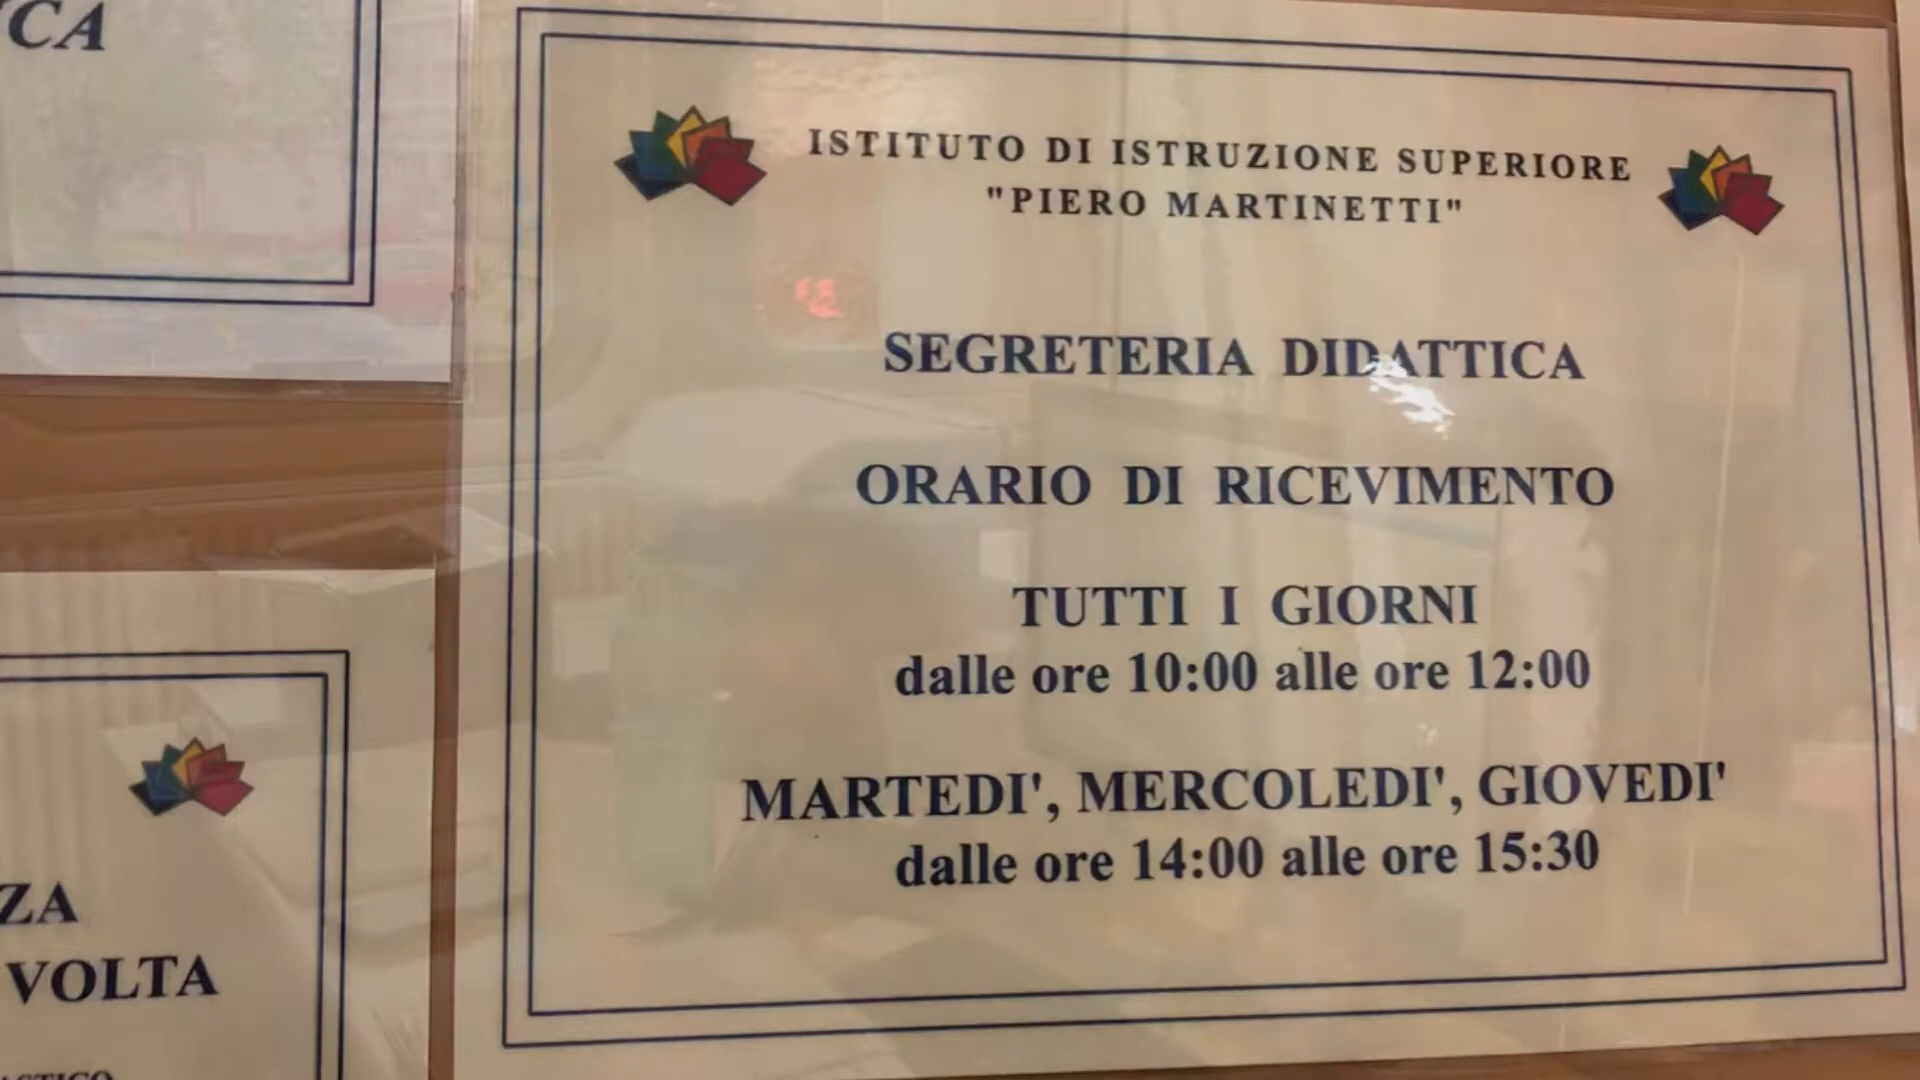 CA
ISTITUTO DI ISTRUZIONE SUPERIORE
"PIERO MARTINETTI"
SEGRETERIA DIDATTICA
ORARIO DI RICEVIMENTO
TUTTI I GIORNI
dalle ore 10:00 alle ore 12:00
MARTEDI', MERCOLEDI', GIOVEDI'
dalle ore 14:00 alle ore 15:30
ZA
VOLTA